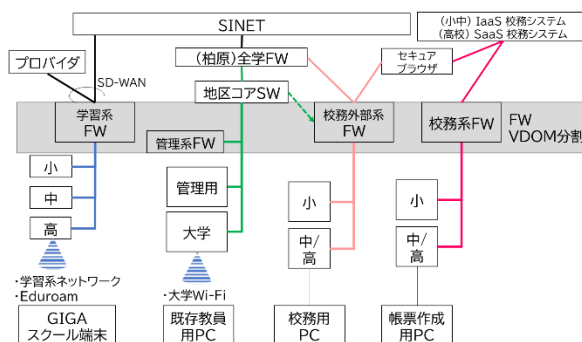 SINET
(小中) IaaS 校務システム
(高校) SaaS 校務システム
プロバイダ
SD-WAN
(柏原)全学FW
セキュア
ブラウザ
地区コアSW
学習系
FW
管理系FW
校務外部系
FW
校務系FW
FW
VDOM分割
小
中
高
管理用
大学
小
中/
高
小
中/
高
・学習系ネットワーク
・Eduroam
・大学Wi-Fi
GIGA
スクール端末
既存教員
用PC
校務用
PC
帳票作成
用PC